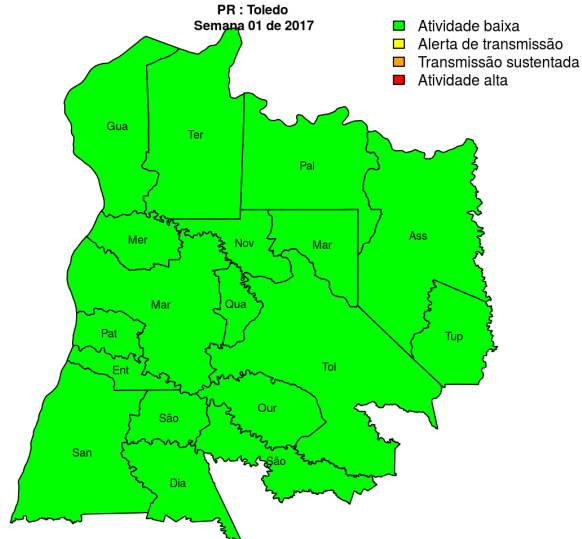 PR : Toledo
Semana 01 de 2017
Atividade baixa
Alerta de transmissão
Transmissão sustentada
Atividade alta
Gua
Ter
Pal
Ass
Mer
Nov
Mar
Mar
Qua
Pat
Tup
Ent
Tol
Our
São
São
San
Dia